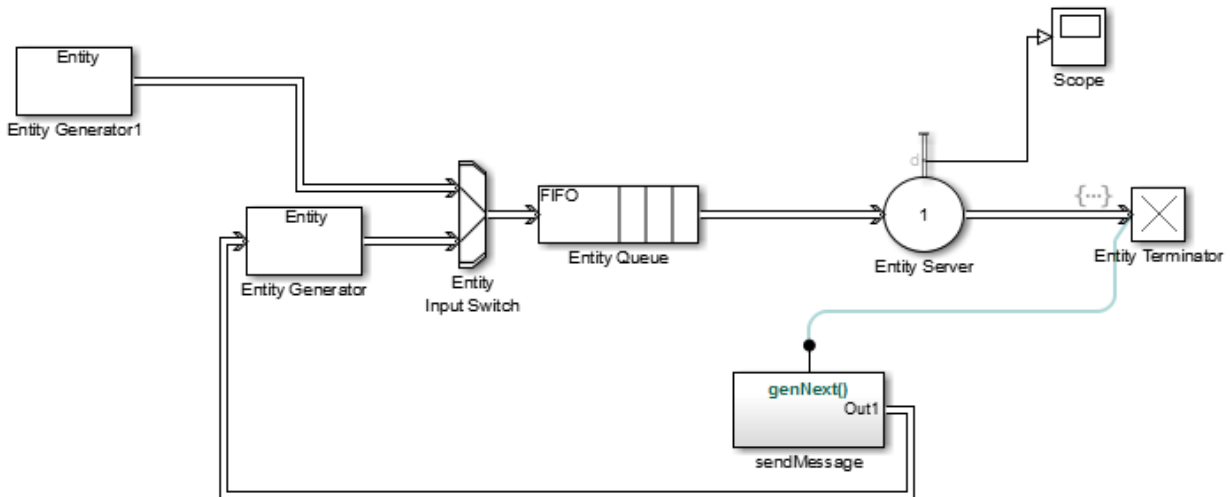 Entity
Entity Generator1
Scope
d
Entity
Entity Generator
Entity
Input Switch
FIFO
Entity Queue
1
Entity Server
{...}
Entity Terminator
genNext()
Out1
sendMessage